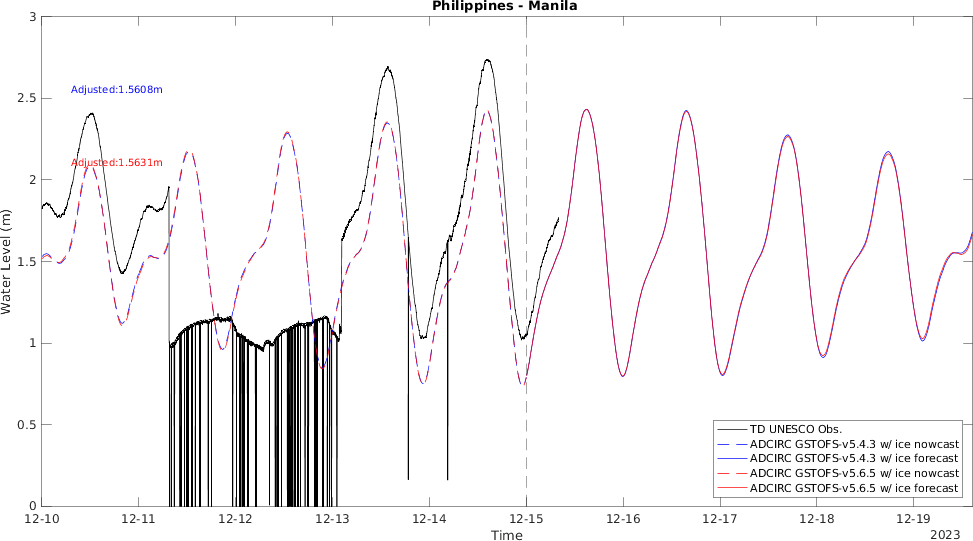 Philippines - Manila
Water Level (m)
3
2.5
2
1.5
1
0.5
0
Adjusted:1.5608m
Adjusted:1.5631m
TD UNESCO Obs.
ADCIRC GSTOFS-v5.4.3 w/ ice nowcast
ADCIRC GSTOFS-v5.4.3 w/ ice forecast
ADCIRC GSTOFS-v5.6.5 w/ ice nowcast
ADCIRC GSTOFS-v5.6.5 w/ ice forecast
12-10 12-11 12-12 12-13 12-14 12-15 12-16 12-17 12-18 12-19
Time
2023